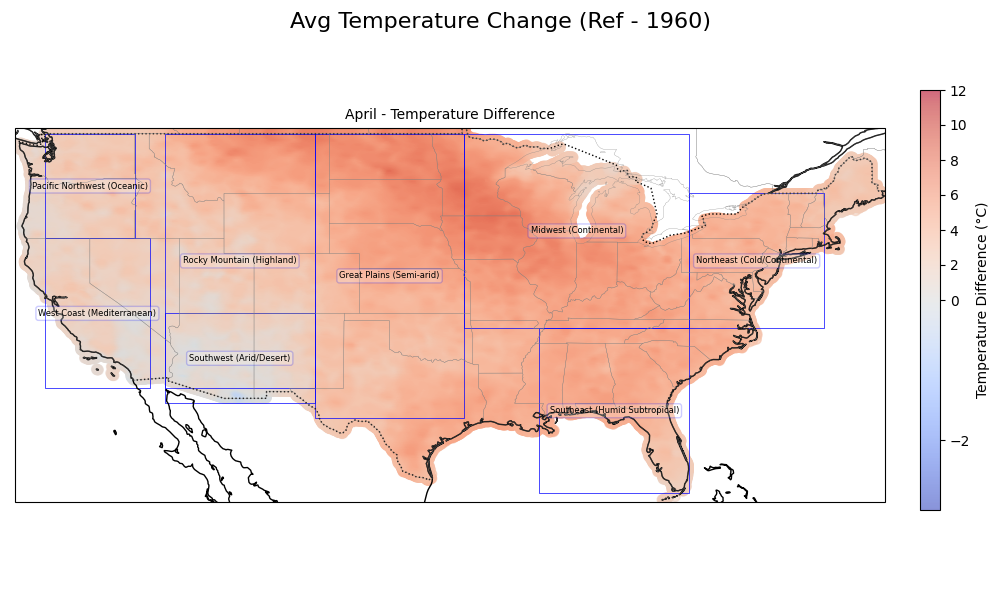 Avg Temperature Change (Ref - 1960)
April - Temperature Difference
Pacific Northwest (Oceanic)
Midwest (Continental)
Rocky Mountain (Highland)
Northeast (Cold/Continental)
Great Plains (Semi-arid)
West Coast (Mediterranean)
Southwest (Arid/Desert)
Southeast (Humid Subtropical)
12
10
8
6
4
2
0
−2
Temperature Difference (°C)